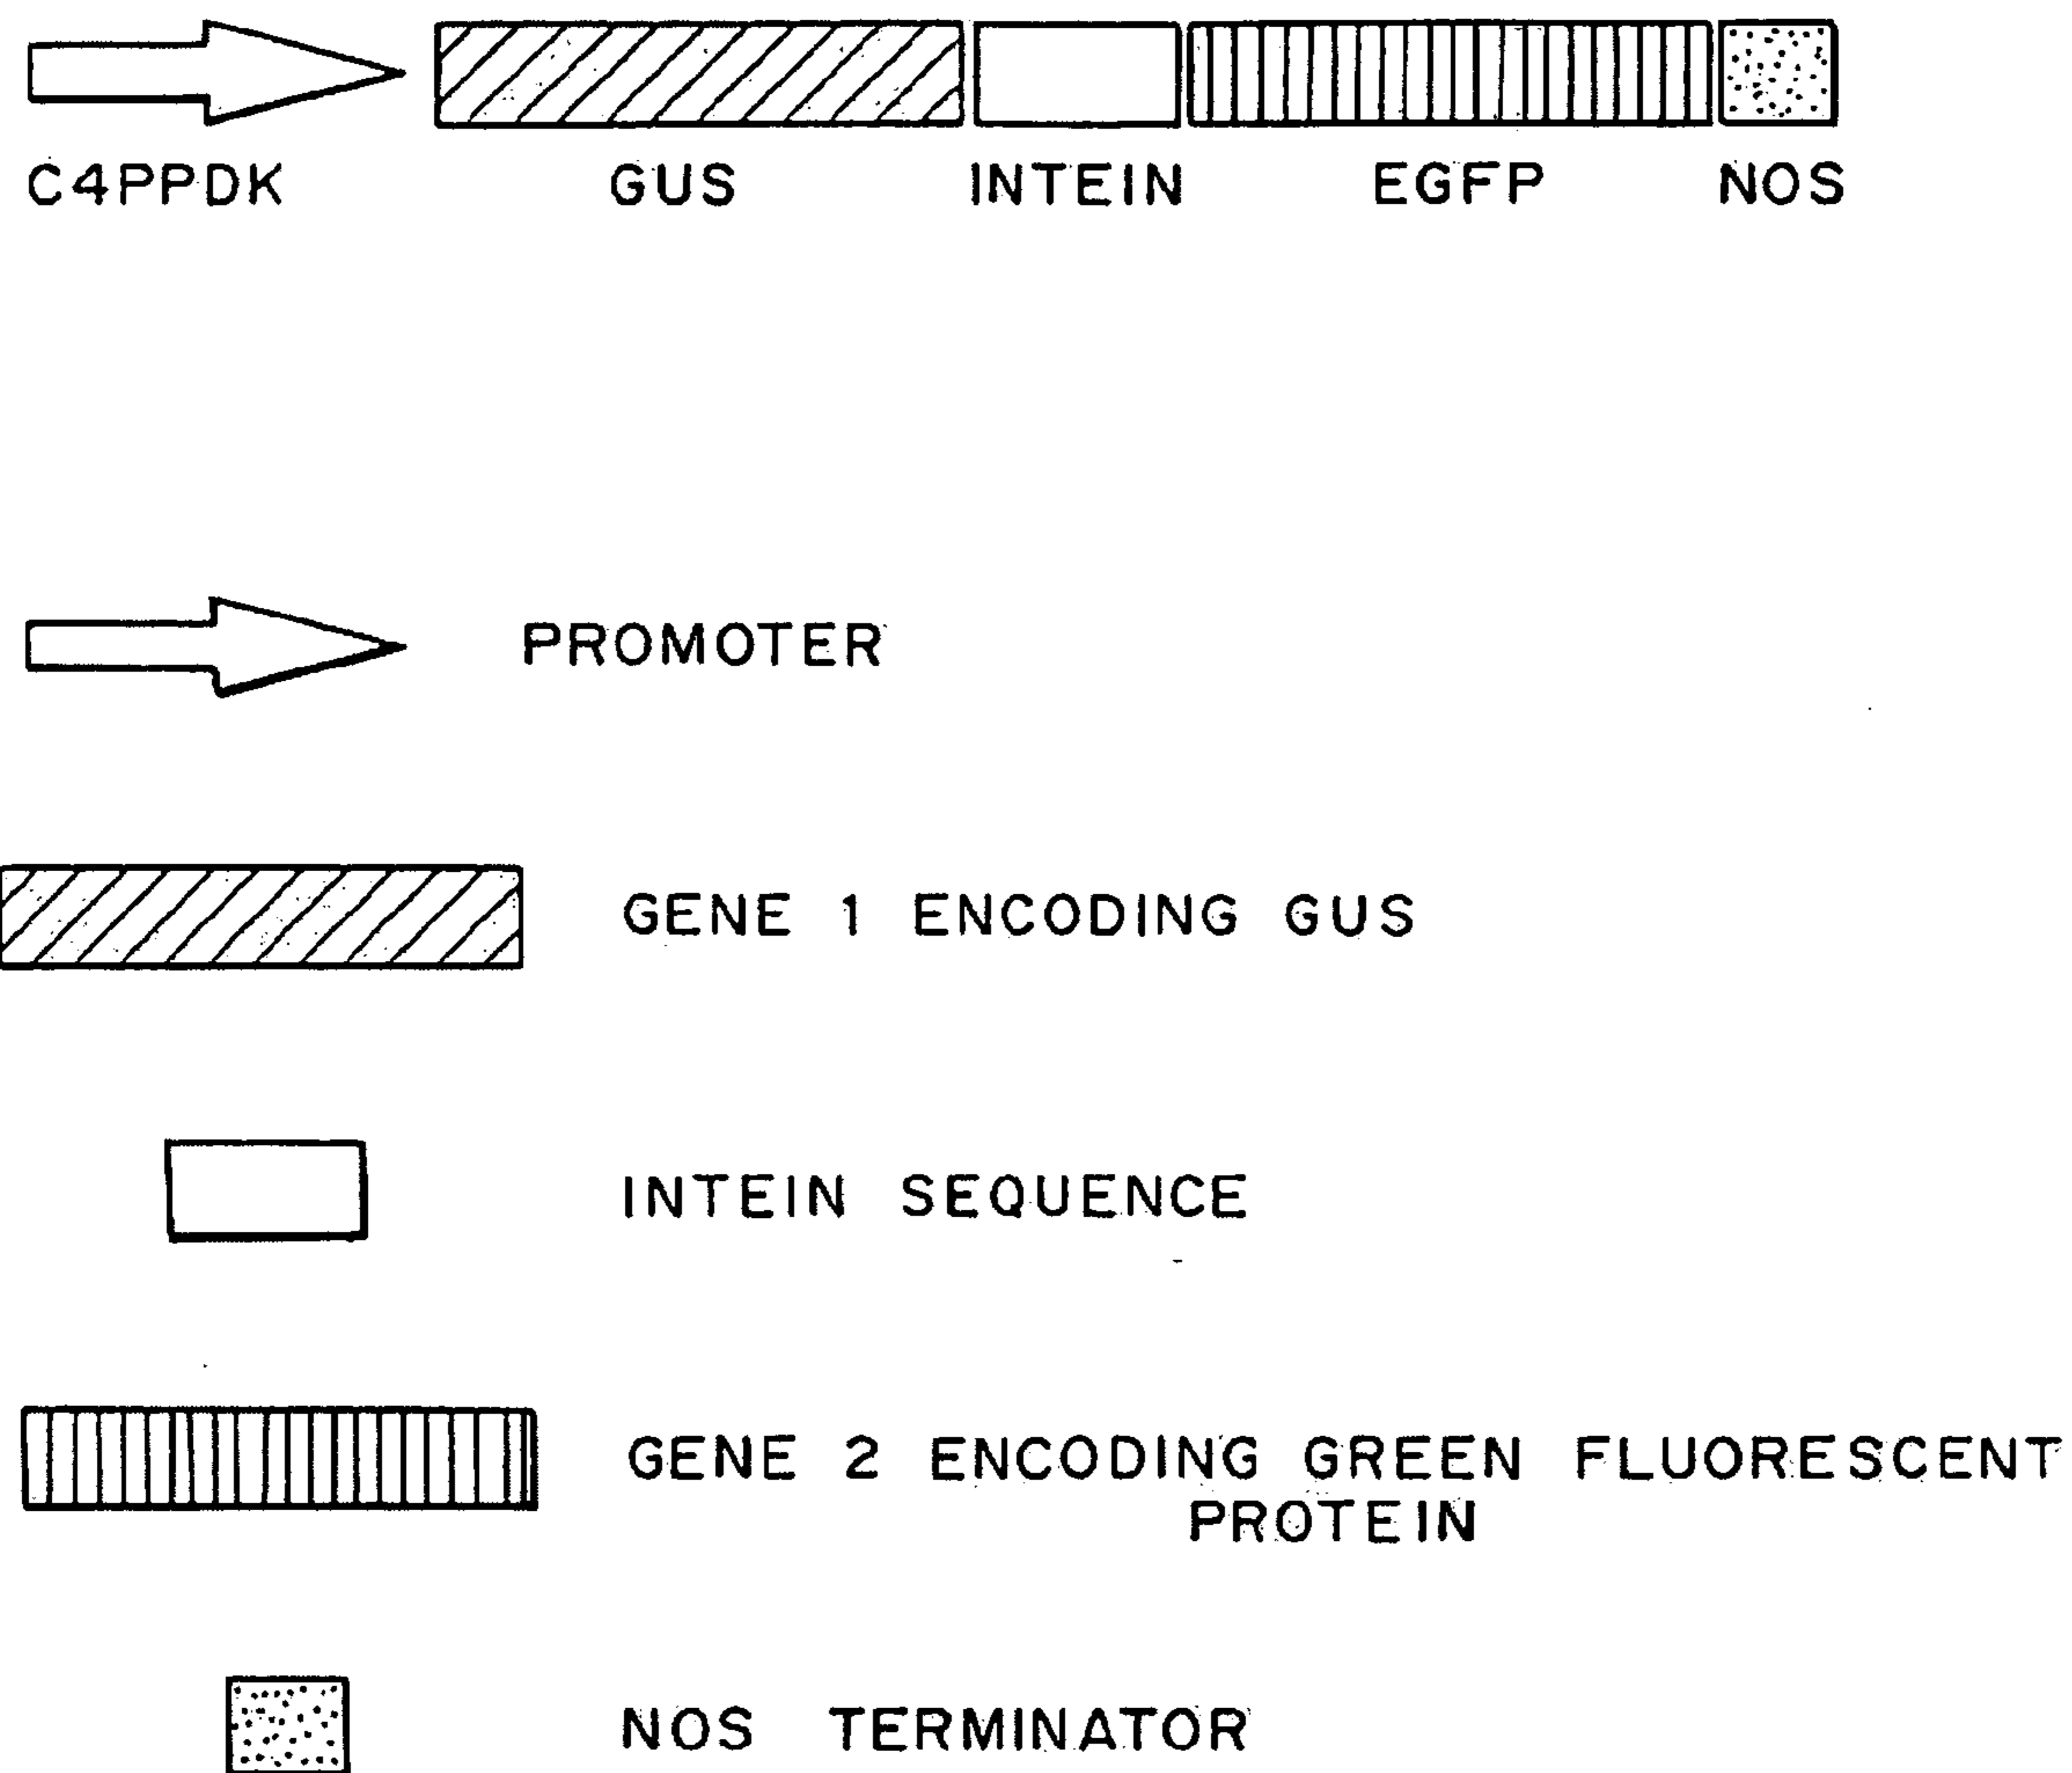 C4PPDK GUS INTEIN EGFP NOS
PROMOTER
GENE 1 ENCODING GUS
INTEIN SEQUENCE
GENE 2 ENCODING GREEN FLUORESCENT
PROTEIN
NOS TERMINATOR